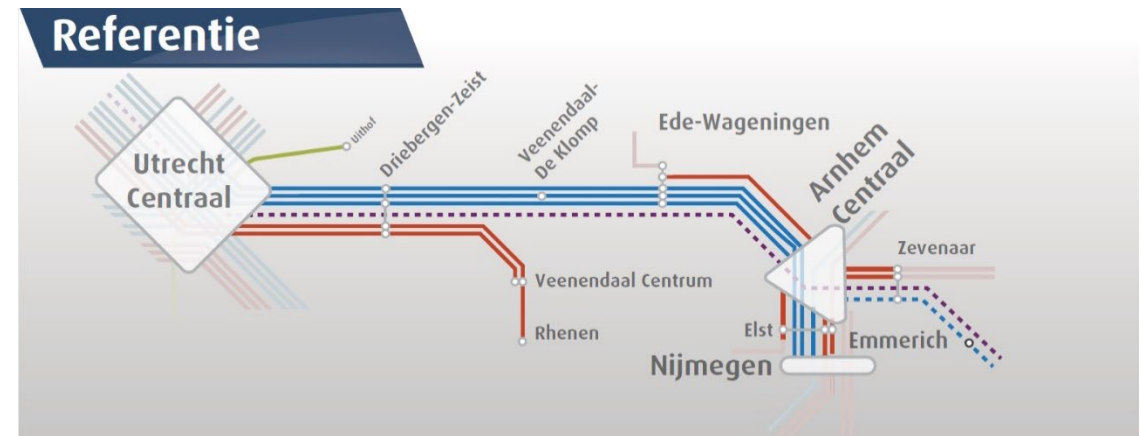 Referentie
Utrecht
Centraal
Uithof
Driebergen-Zeist
Veenendaal-
De Klomp
Ede-Wageningen
Arnhem
Centraal
Zevenaar
Veenendaal Centrum
Rhenen
Elst
Emmerich
Nijmegen